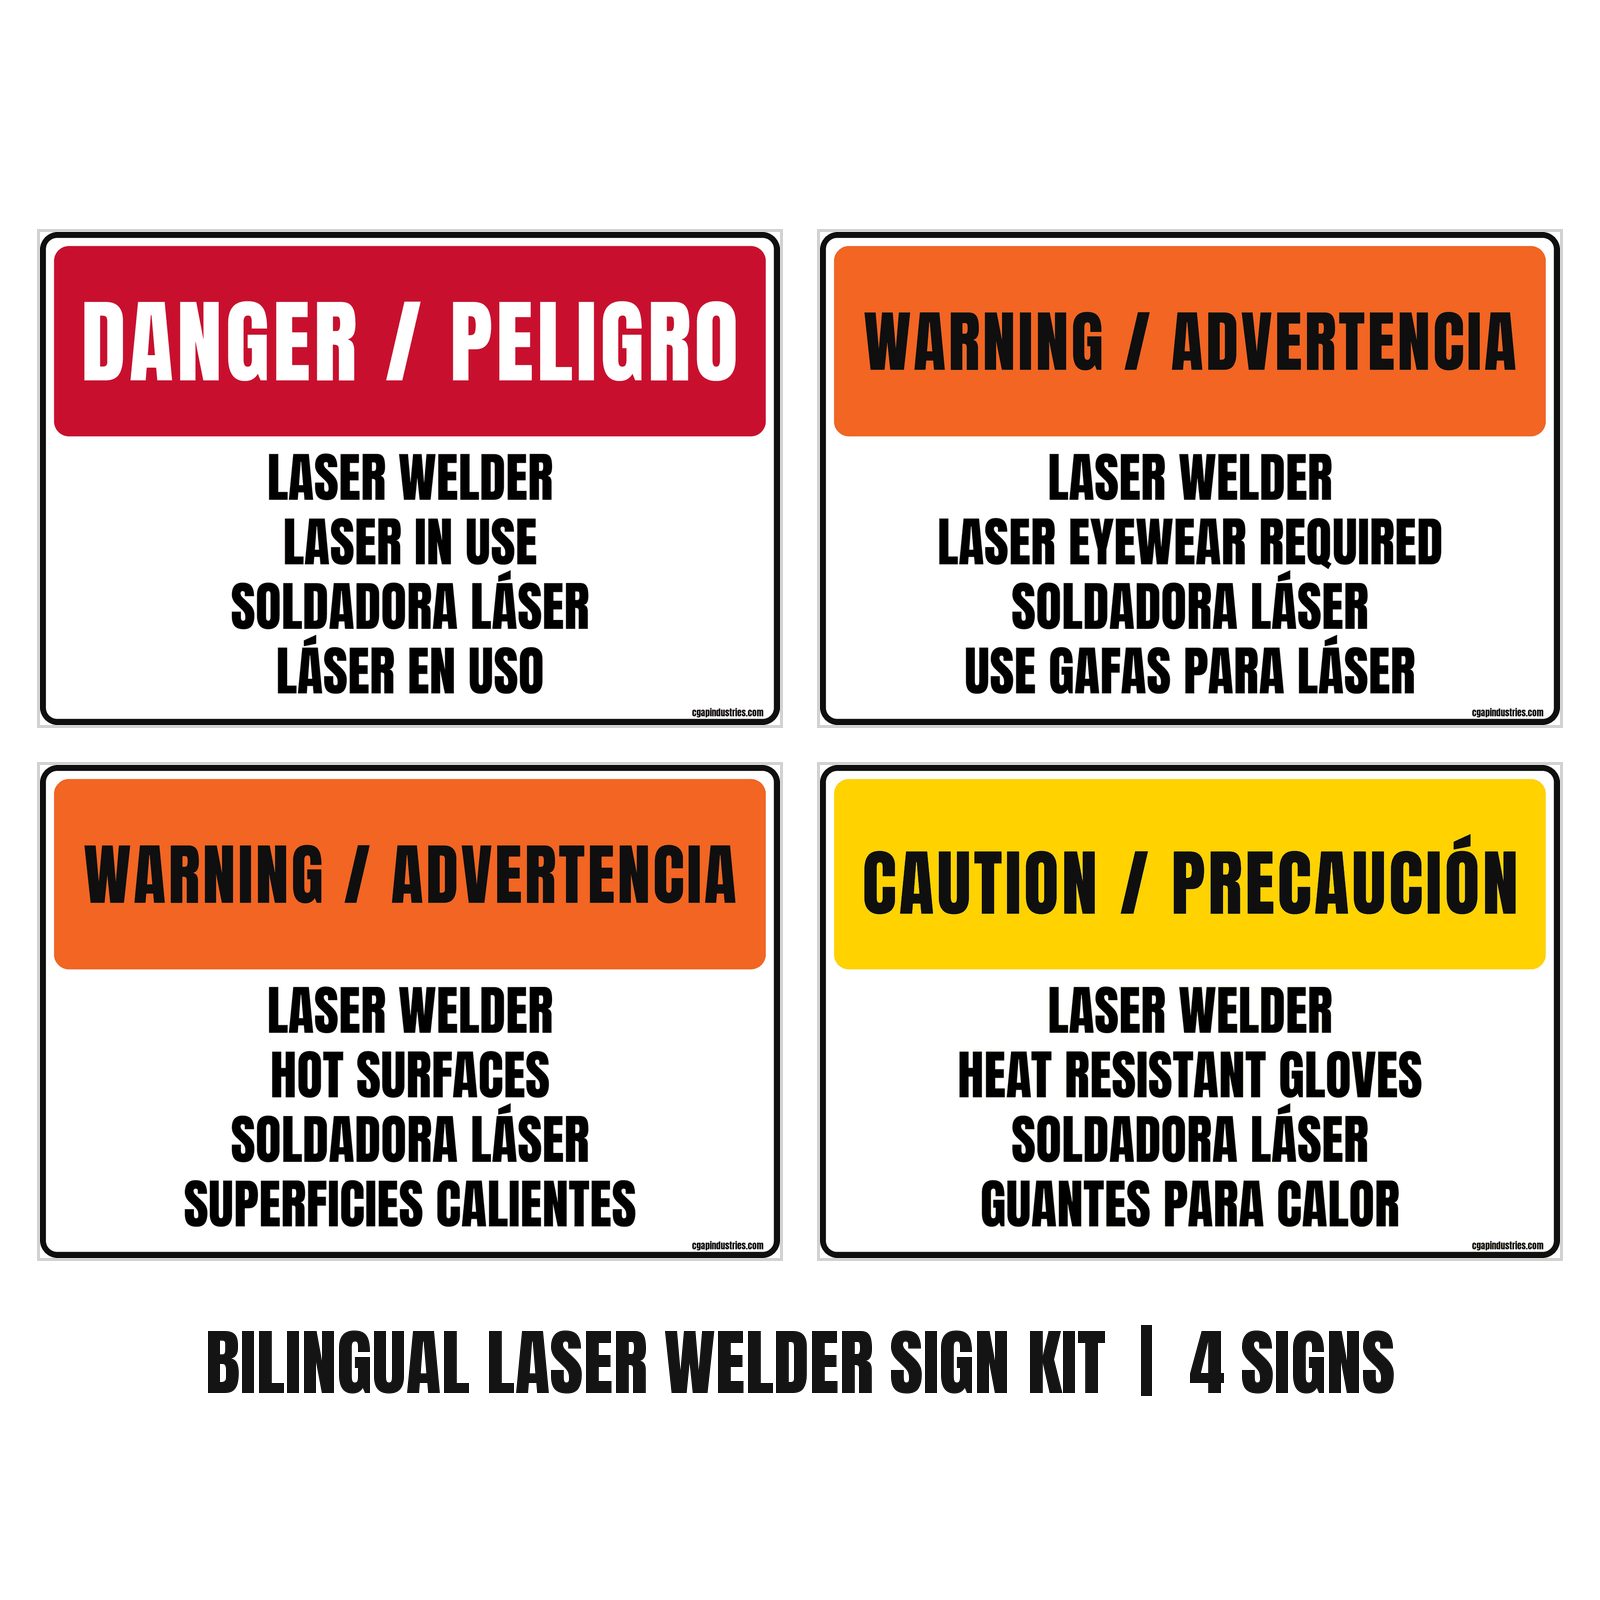 DANGER / PELIGRO
LASER WELDER
LASER IN USE
SOLDADORA LÁSER
LÁSER EN USO
cgapindustries.com
WARNING / ADVERTENCIA
LASER WELDER
LASER EYEWEAR REQUIRED
SOLDADORA LÁSER
USE GAFAS PARA LÁSER
cgapindustries.com
WARNING / ADVERTENCIA
LASER WELDER
HOT SURFACES
SOLDADORA LÁSER
SUPERFICIES CALIENTES
cgapindustries.com
CAUTION / PRECAUCIÓN
LASER WELDER
HEAT RESISTANT GLOVES
SOLDADORA LÁSER
GUANTES PARA CALOR
cgapindustries.com
BILINGUAL LASER WELDER SIGN KIT | 4 SIGNS